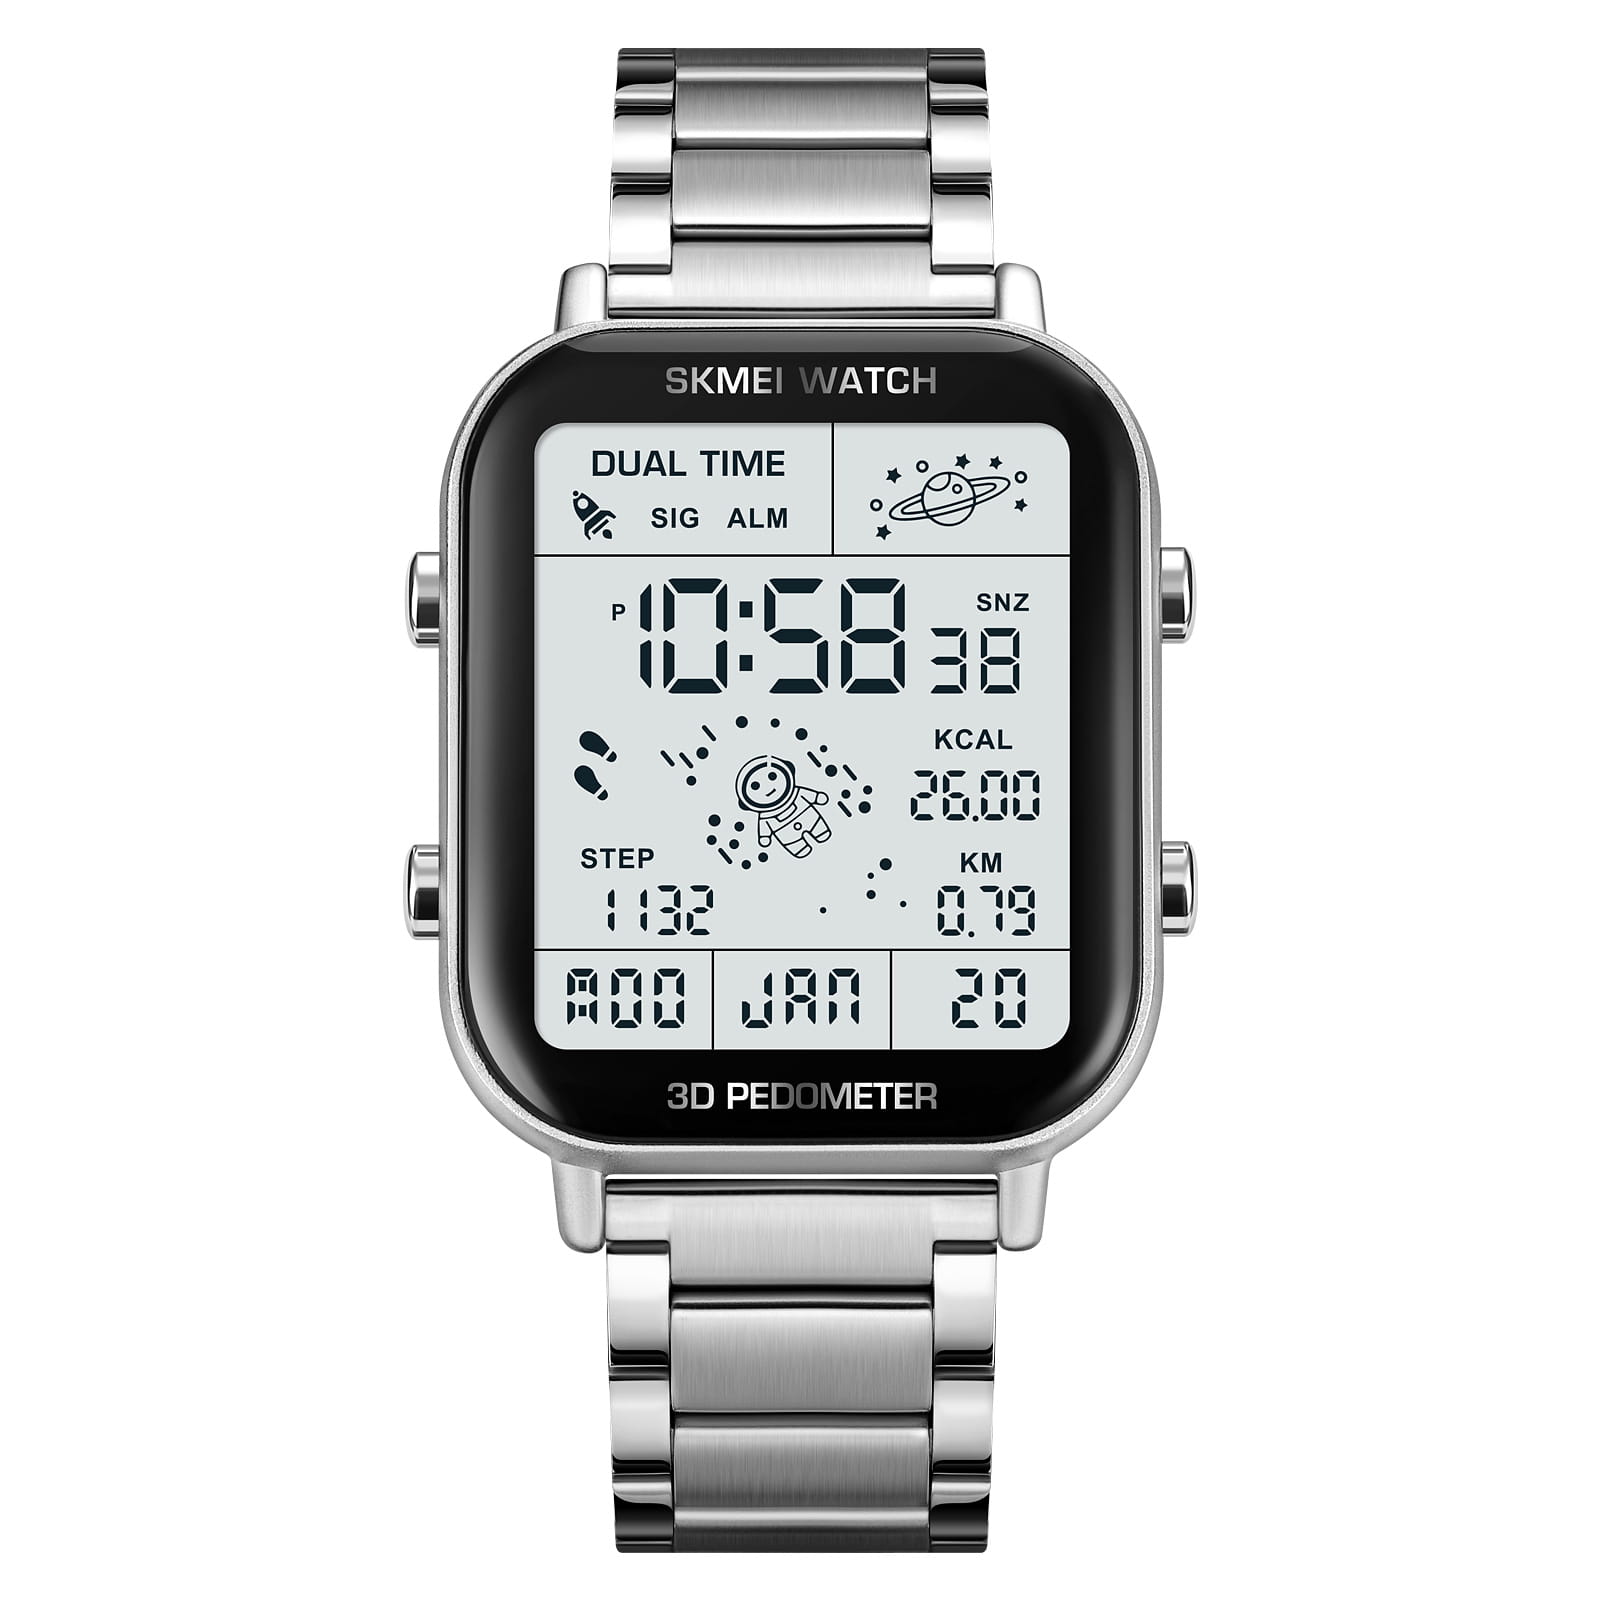 SKMEI WATCH
DUAL TIME
SIG ALM
P 10:58 38
SNZ
KCAL
26.00
STEP
1132
KM
0.79
JAN 20
3D PEDOMETER